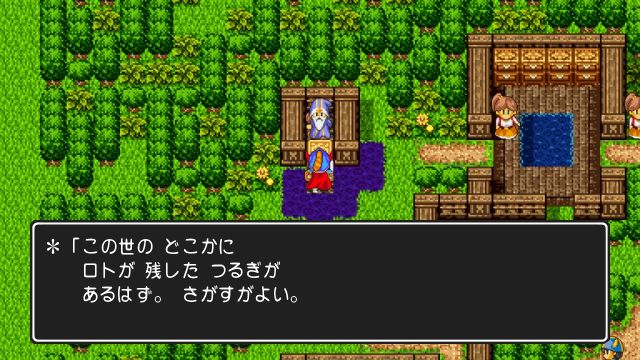 ＊「この世の どこかに
ロトが 残した つるぎが
あるはず。 さがすがよい。